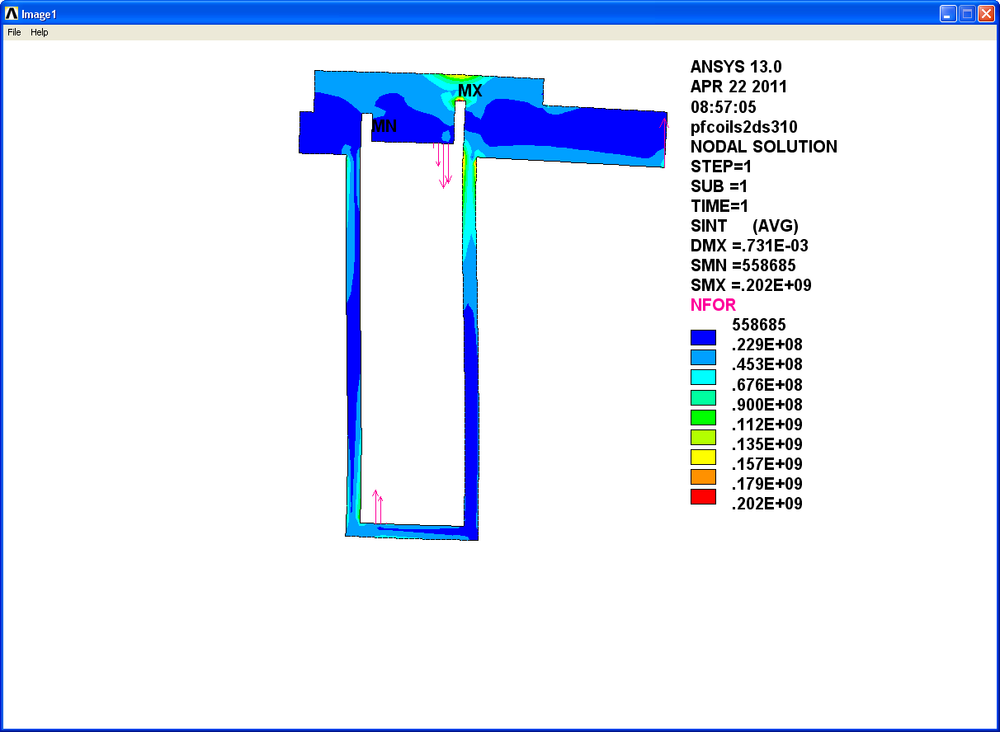 Image1
File Help
ANSYS 13.0
APR 22 2011
08:57:05
pfcoils2ds310
NODAL SOLUTION
STEP=1
SUB =1
TIME=1
SINT (AVG)
DMX =.731E-03
SMN =558685
SMX =.202E+09
NFOR
558685
.229E+08
.453E+08
.676E+08
.900E+08
.112E+09
.135E+09
.157E+09
.179E+09
.202E+09
MX
MN